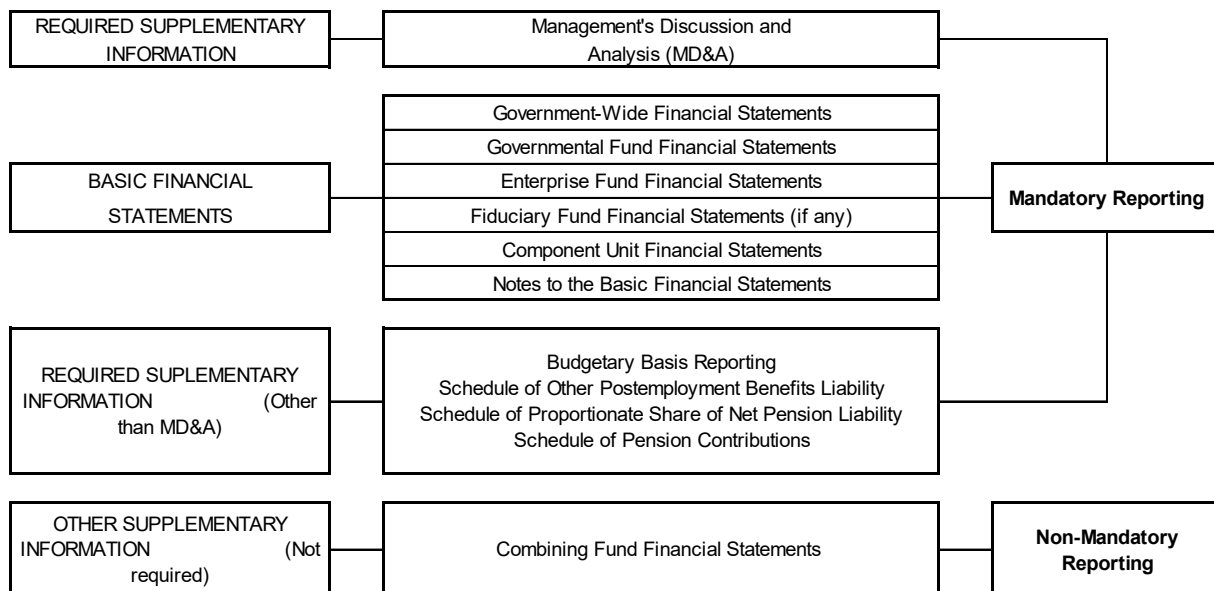 REQUIRED SUPPLEMENTARY
INFORMATION
Management's Discussion and
Analysis (MD&A)
BASIC FINANCIAL
STATEMENTS
Government-Wide Financial Statements
Governmental Fund Financial Statements
Enterprise Fund Financial Statements
Fiduciary Fund Financial Statements (if any)
Component Unit Financial Statements
Notes to the Basic Financial Statements
Mandatory Reporting
REQUIRED SUPLEMENTARY
INFORMATION (Other
than MD&A)
Budgetary Basis Reporting
Schedule of Other Postemployment Benefits Liability
Schedule of Proportionate Share of Net Pension Liability
Schedule of Pension Contributions
OTHER SUPPLEMENTARY
INFORMATION (Not
required)
Combining Fund Financial Statements
Non-Mandatory
Reporting